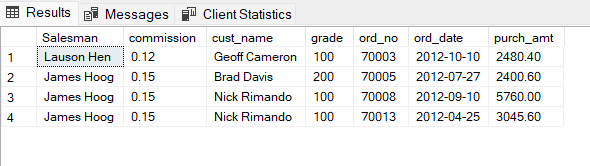 Results Messages Client Statistics
Salesman commission cust_name grade ord_no ord_date purch_amt
1 Lauson Hen 0.12 Geoff Cameron 100 70003 2012-10-10 2480.40
2 James Hoog 0.15 Brad Davis 200 70005 2012-07-27 2400.60
3 James Hoog 0.15 Nick Rimando 100 70008 2012-09-10 5760.00
4 James Hoog 0.15 Nick Rimando 100 70013 2012-04-25 3045.60